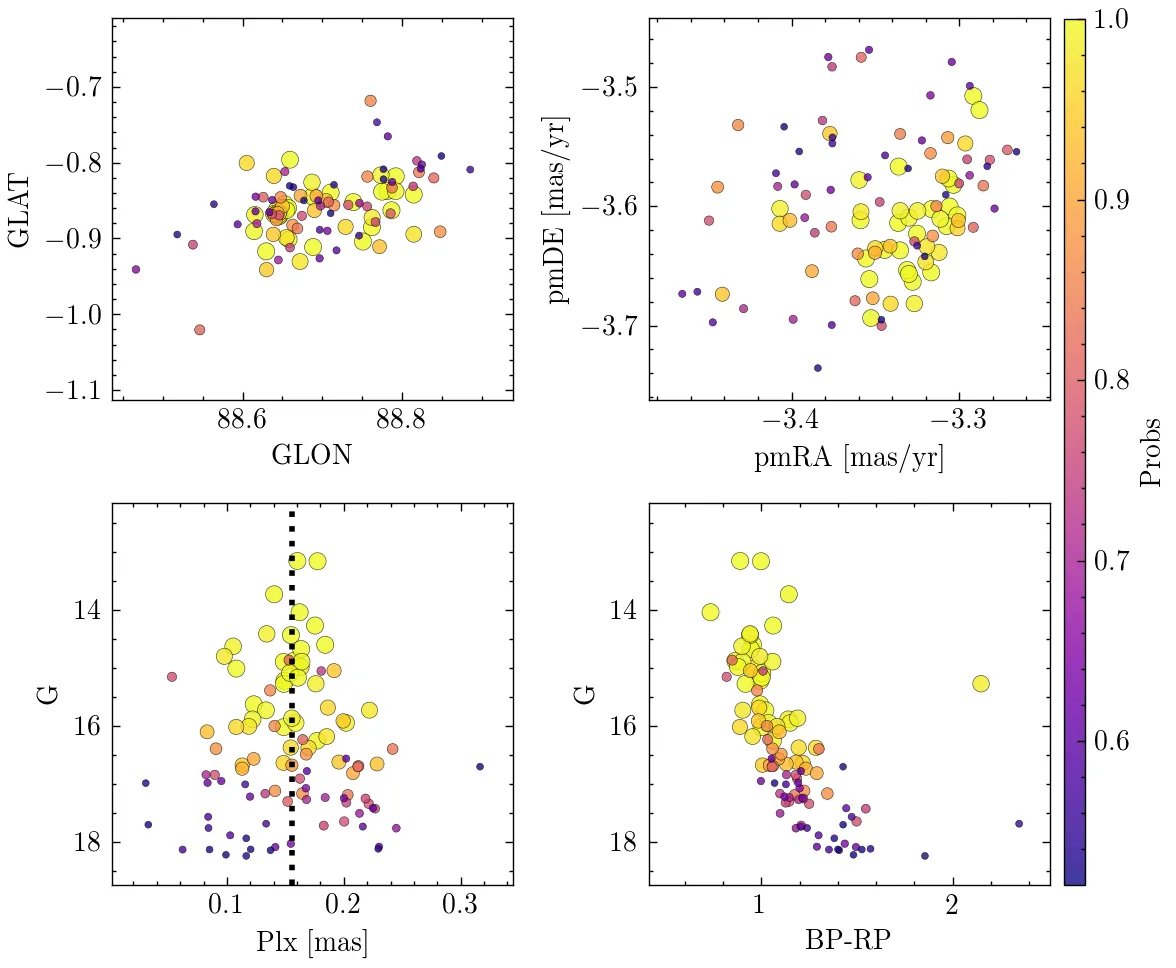 −0.7
−0.8
−0.9
−1.0
−1.1
GLAT
88.6 88.8
GLON
−3.5
−3.6
−3.7
pmDE [mas/yr]
−3.4 −3.3
pmRA [mas/yr]
1.0
0.9
0.8
0.7
0.6
Probs
14
16
18
G
0.1 0.2 0.3
Plx [mas]
14
16
18
G
1 2
BP-RP